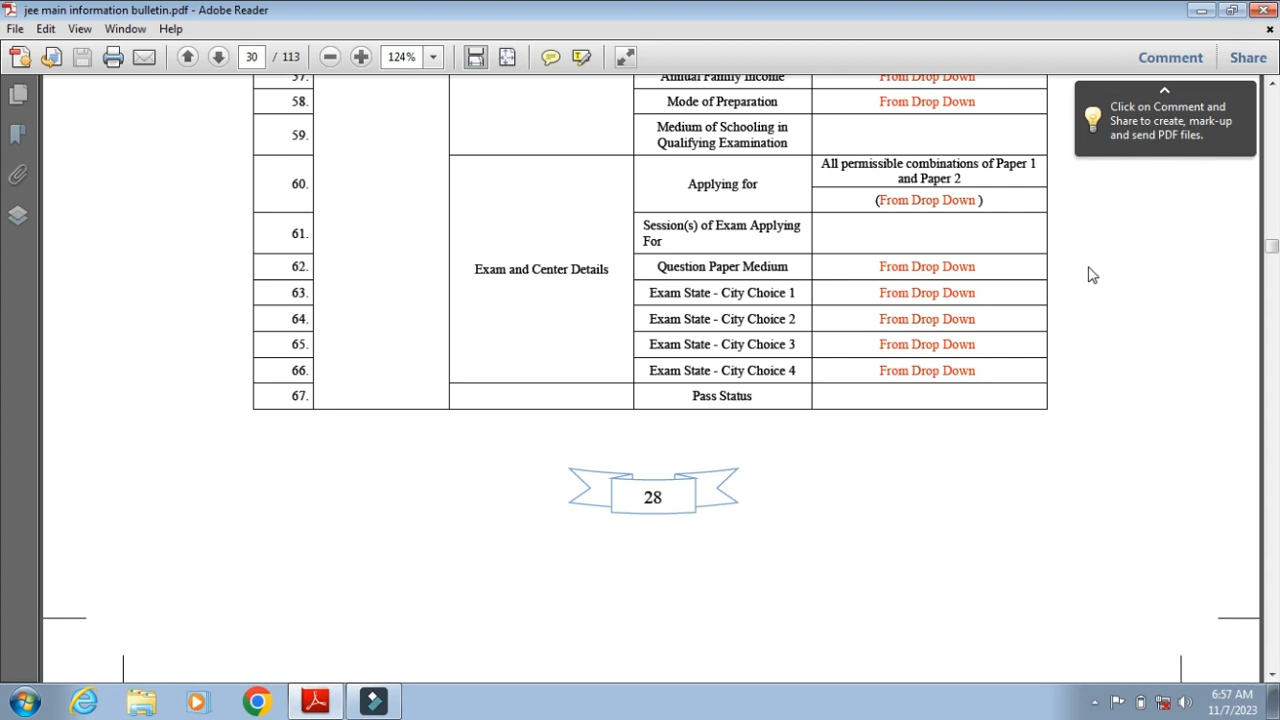 jee main information bulletin.pdf - Adobe Reader
File Edit View Window Help
30 / 113 124% Comment Share
57. Annual Family Income From Drop Down
58. Mode of Preparation From Drop Down
59. Medium of Schooling in
Qualifying Examination
60. Applying for All permissible combinations of Paper 1
and Paper 2
(From Drop Down )
61. Session(s) of Exam Applying
For
Exam and Center Details
62. Question Paper Medium From Drop Down
63. Exam State - City Choice 1 From Drop Down
64. Exam State - City Choice 2 From Drop Down
65. Exam State - City Choice 3 From Drop Down
66. Exam State - City Choice 4 From Drop Down
67. Pass Status
Click on Comment and
Share to create, mark-up
and send PDF files.
28
6:57 AM
11/7/2023